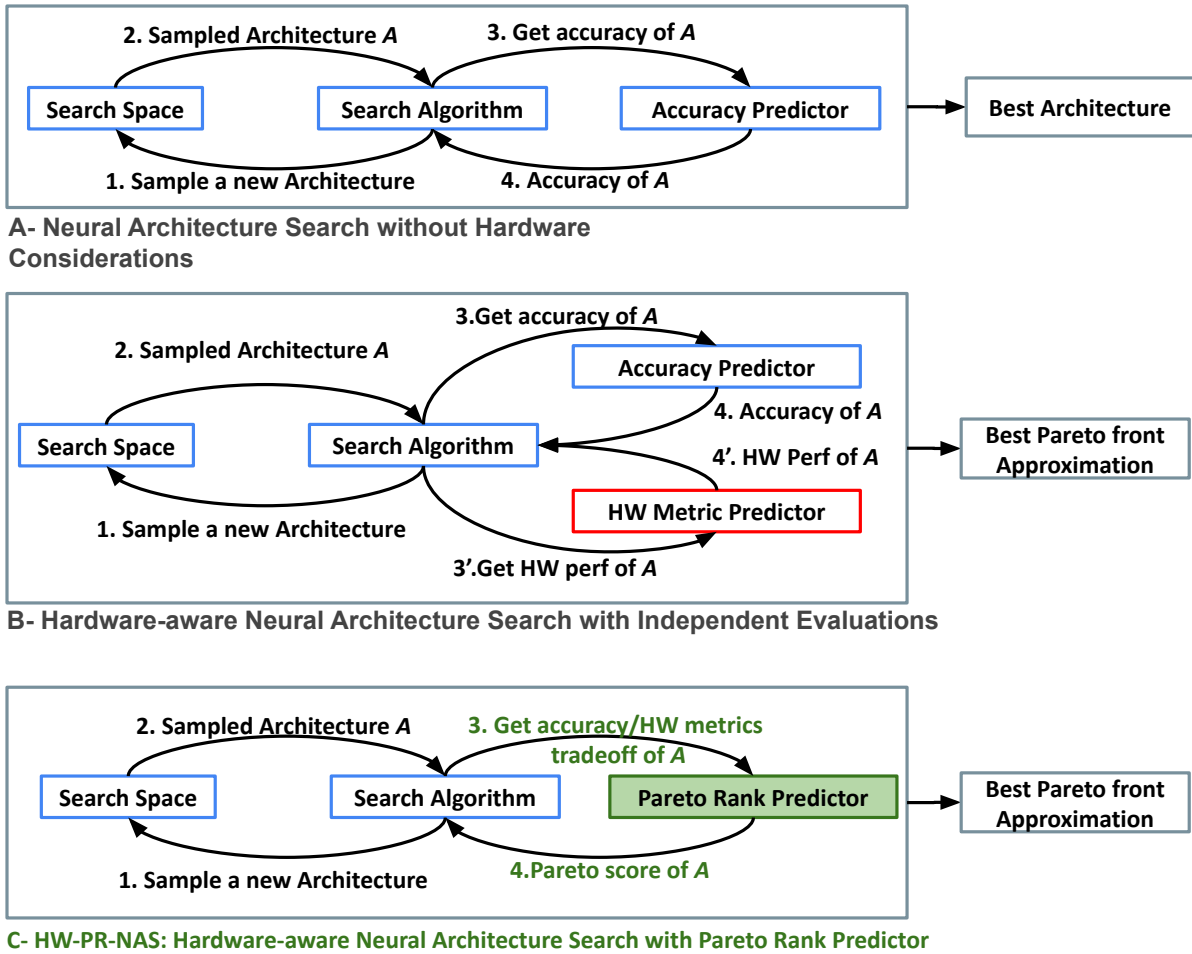 2. Sampled Architecture A
3. Get accuracy of A
Search Space
Search Algorithm
Accuracy Predictor
Best Architecture
1. Sample a new Architecture
4. Accuracy of A
A- Neural Architecture Search without Hardware
Considerations
3.Get accuracy of A
2. Sampled Architecture A
Accuracy Predictor
4. Accuracy of A
Search Space
Search Algorithm
Best Pareto front
Approximation
4'. HW Perf of A
HW Metric Predictor
1. Sample a new Architecture
3'.Get HW perf of A
B- Hardware-aware Neural Architecture Search with Independent Evaluations
2. Sampled Architecture A
3. Get accuracy/HW metrics
tradeoff of A
Search Space
Search Algorithm
Pareto Rank Predictor
Best Pareto front
Approximation
1. Sample a new Architecture
4.Pareto score of A
C- HW-PR-NAS: Hardware-aware Neural Architecture Search with Pareto Rank Predictor